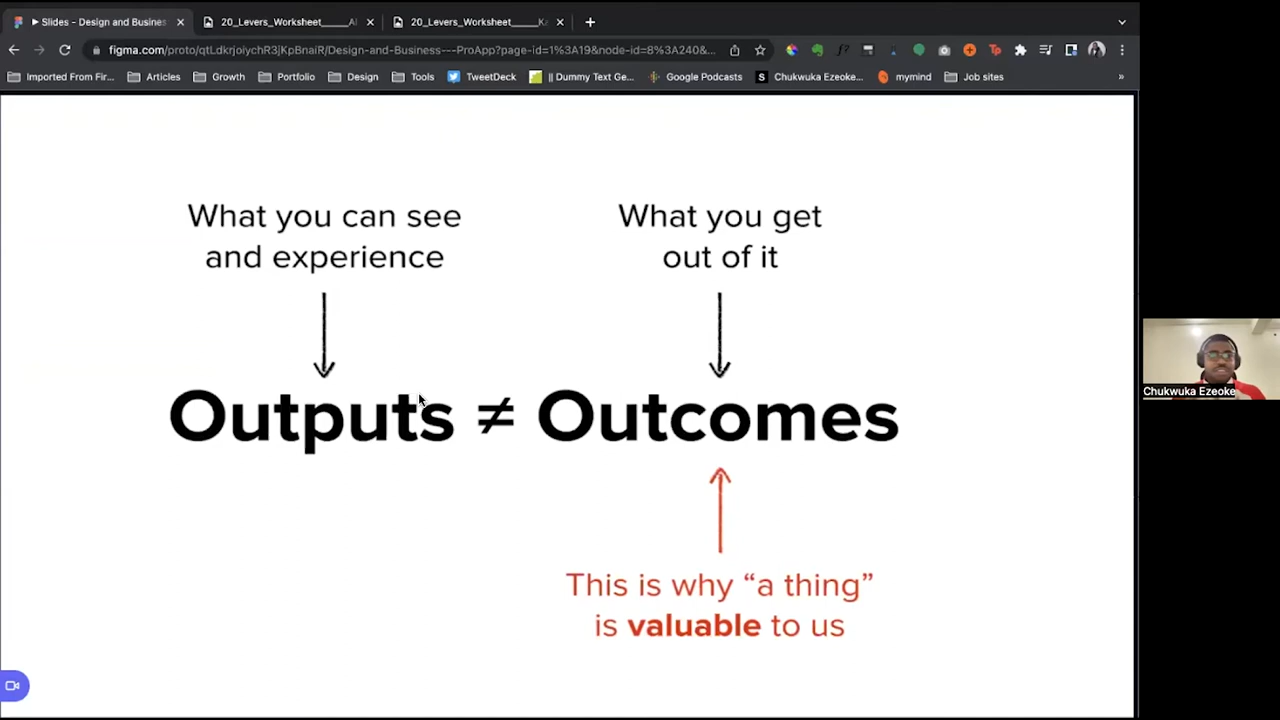 Slides - Design and Busines
20_Levers_Worksheet_____Al
20_Levers_Worksheet_____Ka
figma.com/proto/qtLdkrjoiychR3jKpBnaiR/Design-and-Business---ProApp?page-id=1%3A19&node-id=8%3A240&...
Imported From Fir... Articles Growth Portfolio Design Tools TweetDeck || Dummy Text Ge... Google Podcasts S Chukwuka Ezeoke... mymind Job sites »
What you can see
and experience
What you get
out of it
Outputs ≠ Outcomes
This is why “a thing”
is valuable to us
Chukwuka Ezeoke